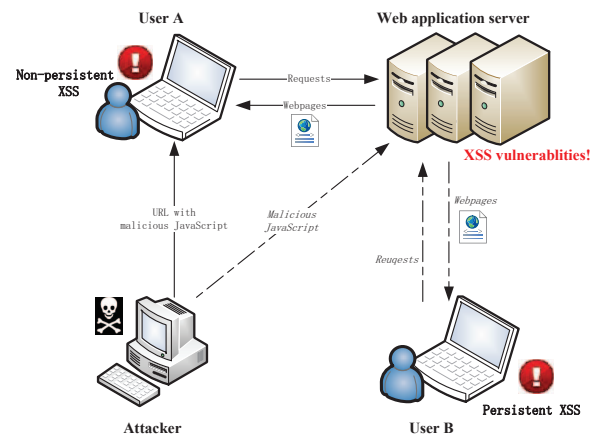 User A
Web application server
Non-persistent
XSS
Requests
Webpages
XSS vulnerablities!
URL with
malicious JavaScript
Malicious
JavaScript
Webpages
Reuqests
Persistent XSS
Attacker
User B